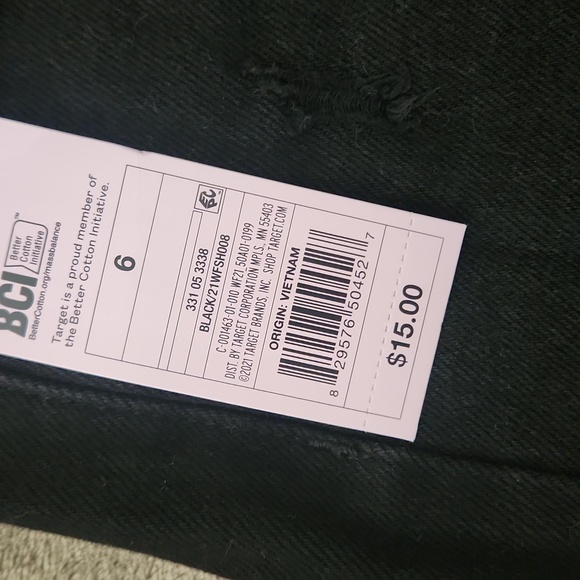 BCI
Better
Cotton
Initiative
™
BetterCotton.org/massbalance
Target is a proud member of
the Better Cotton Initiative.
6
331 05 3338
BLACK/21WFSH008
C-001463-01-010 WF21 50A01-0199
DIST. BY TARGET CORPORATION MPLS, MN 55403
©2021 TARGET BRANDS, INC. SHOP TARGET.COM
ORIGIN: VIETNAM
8 29576 50452 7
$15.00